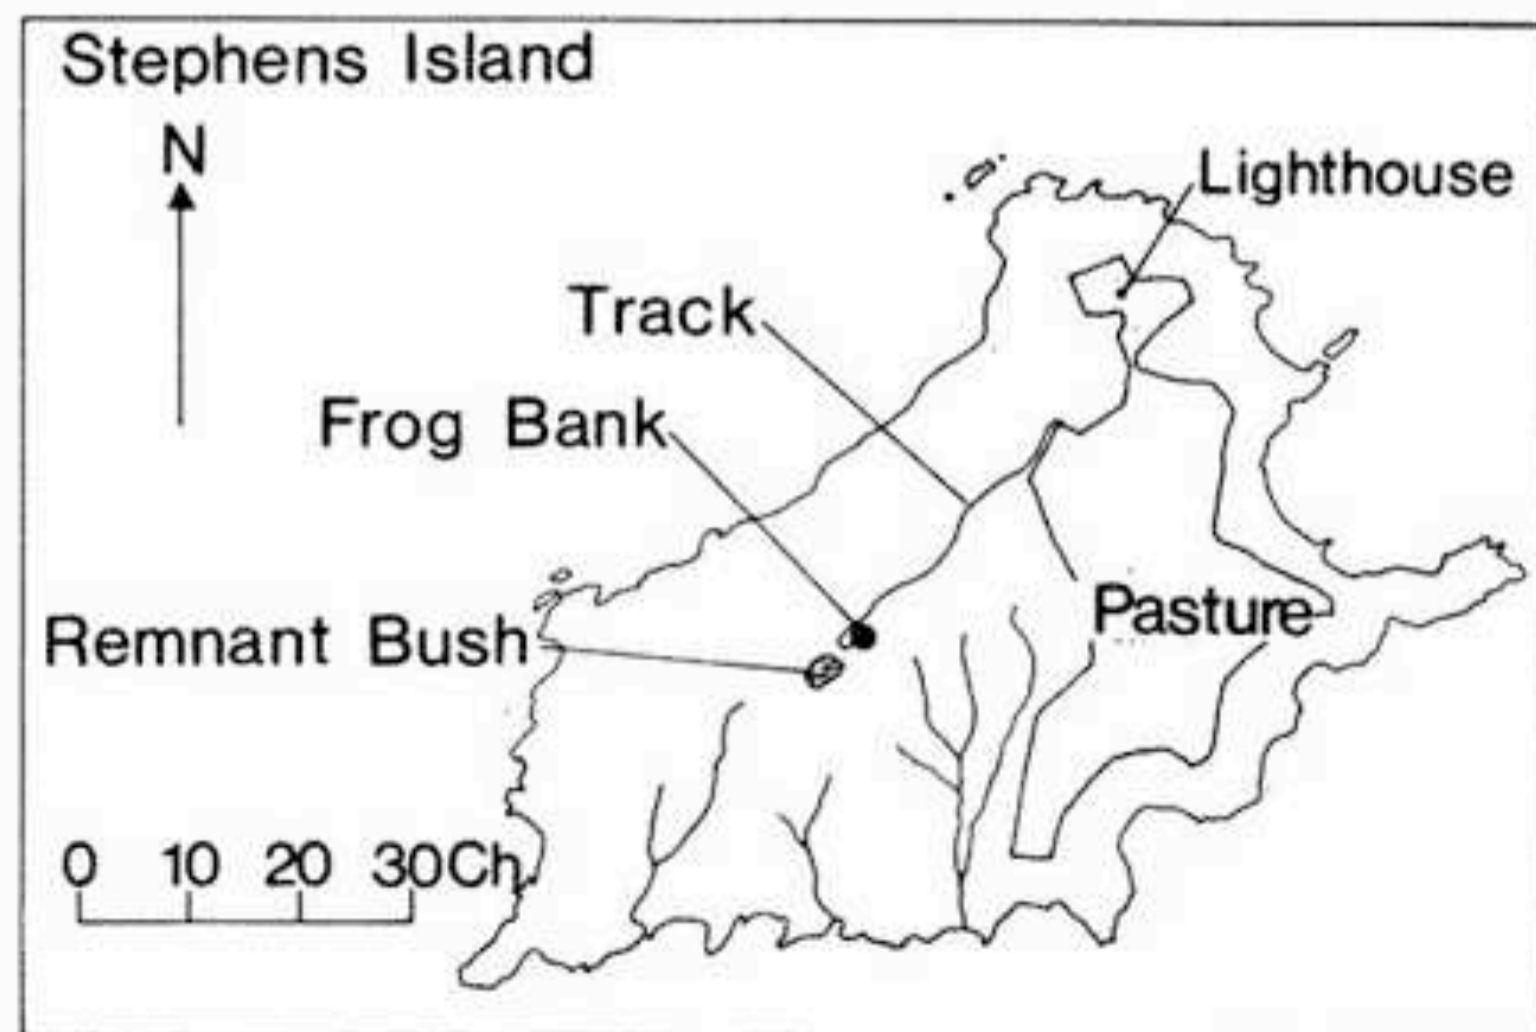 Stephens Island
N
Lighthouse
Track
Frog Bank
Pasture
Remnant Bush
0 10 20 30Ch.